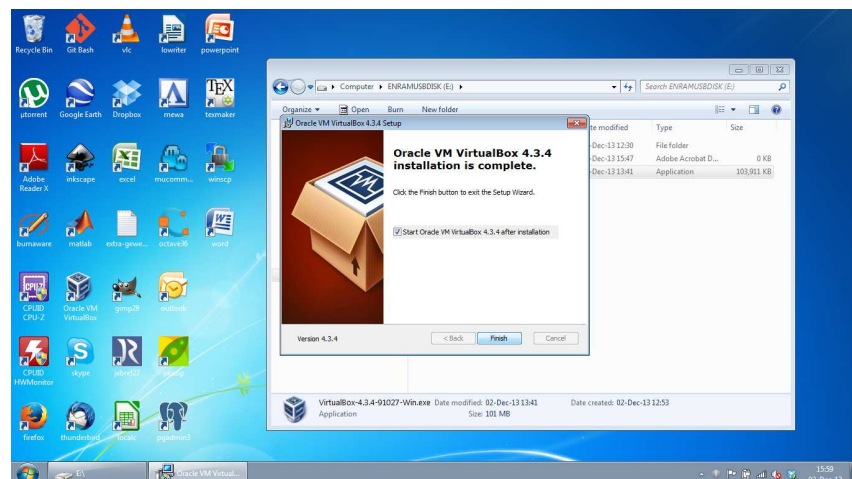 Recycle Bin
Git Bash
vlc
lowriter
powerpoint
µtorrent
Google Earth
Dropbox
mewa
texmaker
Adobe
Reader X
inkscape
excel
mucomm...
winscp
burnaware
matlab
extra-gewe...
octave36
word
CPUID
CPU-Z
Oracle VM
VirtualBox
gimp28
outlook
CPUID
HWMonitor
skype
jabref27
winzip
firefox
thunderbird
localc
pgadmin3
Computer ▸ ENRAMUSBDISK (E:) ▸
Search ENRAMUSBDISK (E:)
Organize ▼ Open Burn New folder
te modified Type Size
-Dec-13 12:30 File folder
-Dec-13 15:47 Adobe Acrobat D... 0 KB
-Dec-13 13:41 Application 103,911 KB
Oracle VM VirtualBox 4.3.4 Setup
Oracle VM VirtualBox 4.3.4
installation is complete.
Click the Finish button to exit the Setup Wizard.
Start Oracle VM VirtualBox 4.3.4 after installation
Version 4.3.4
< Back Finish Cancel
VirtualBox-4.3.4-91027-Win.exe Date modified: 02-Dec-13 13:41 Date created: 02-Dec-13 12:53
Application Size: 101 MB
E:\
Oracle VM Virtual...
15:59
02-Dec-13